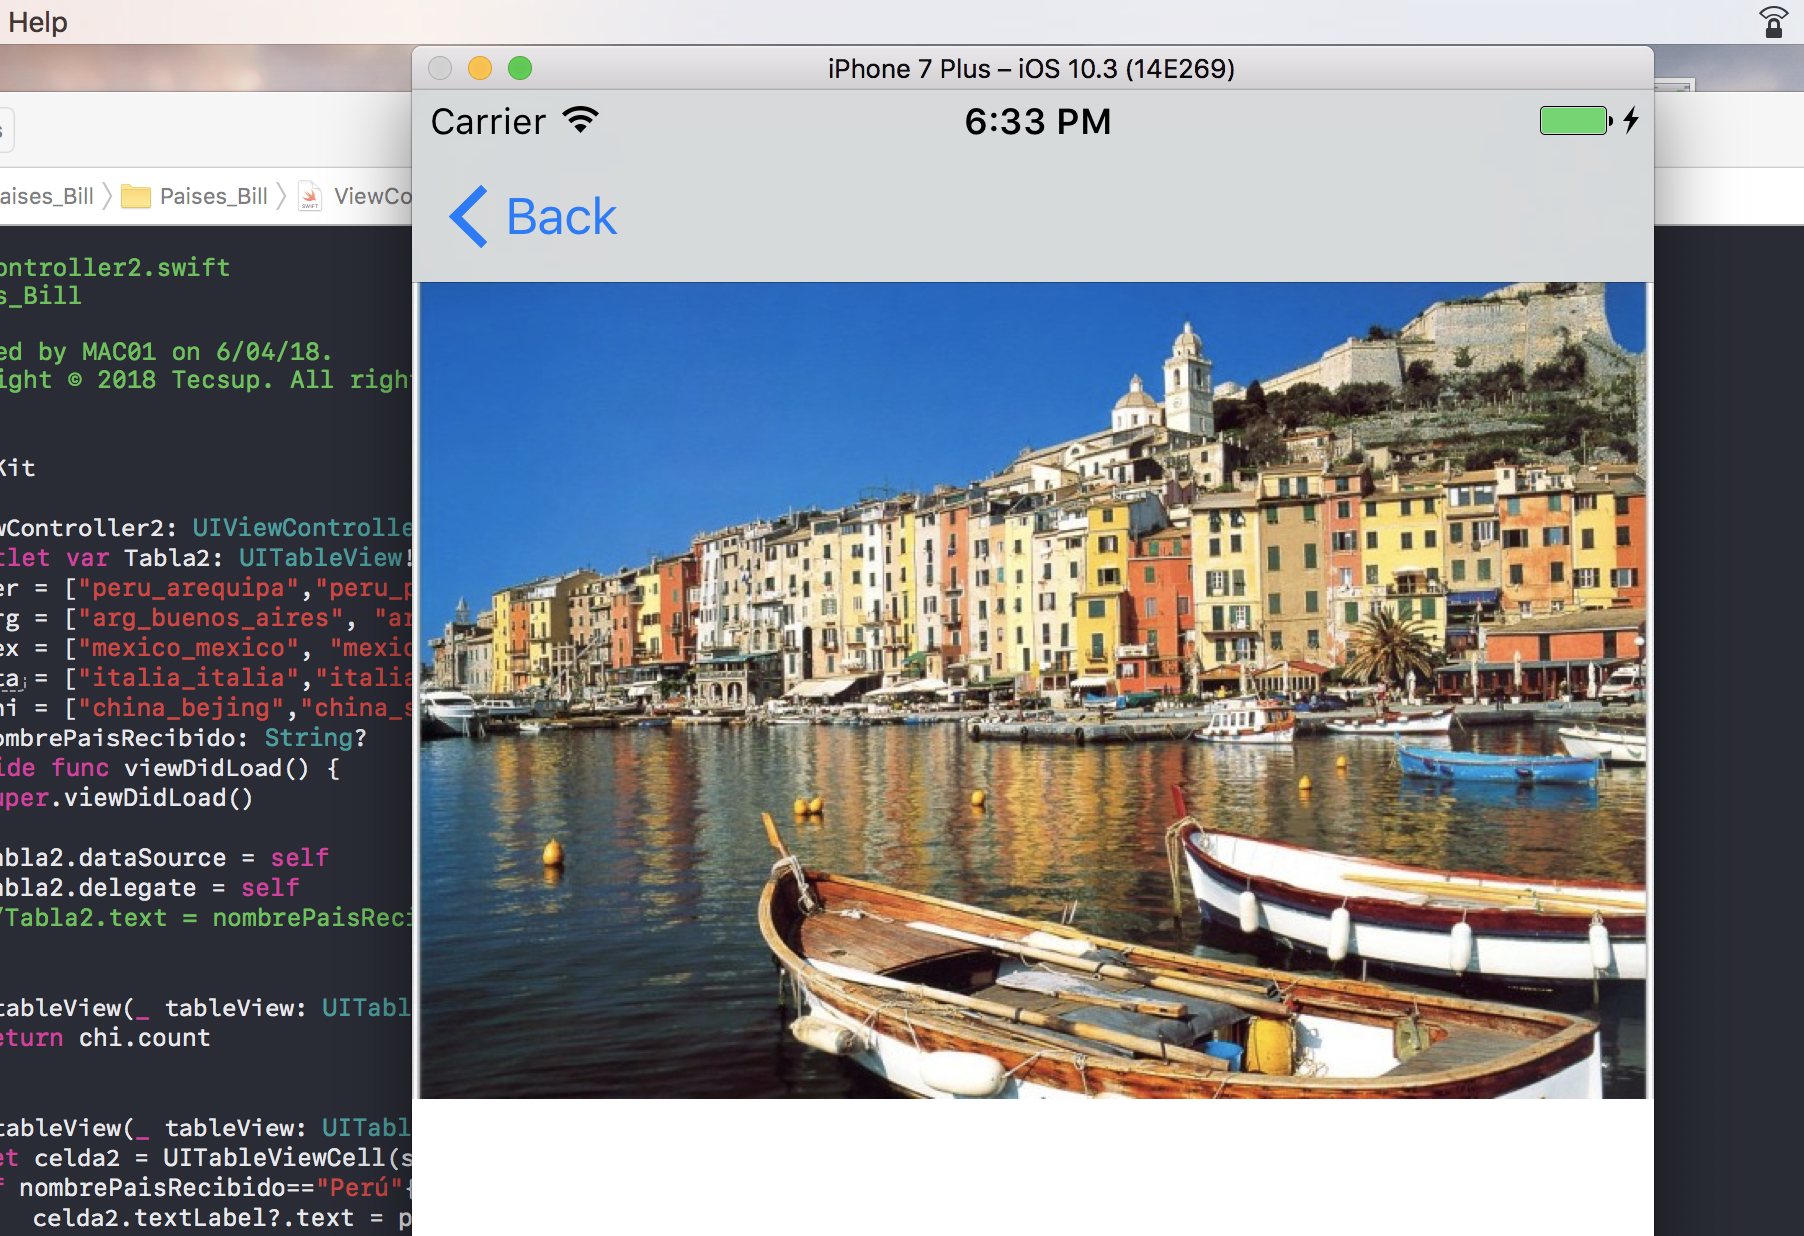 Help
iPhone 7 Plus – iOS 10.3 (14E269)
Carrier 6:33 PM
Back
aises_Bill Paises_Bill ViewCo
ontroller2.swift
s_Bill
ed by MAC01 on 6/04/18.
ight © 2018 Tecsup. All righ
Kit
wController2: UIViewControlle
tlet var Tabla2: UITableView!
er = ["peru_arequipa","peru_p
rg = ["arg_buenos_aires", "ar
ex = ["mexico_mexico", "mexic
ta = ["italia_italia","italia
ni = ["china_bejing","china_s
ombrePaisRecibido: String?
ide func viewDidLoad() {
uper.viewDidLoad()
abla2.dataSource = self
abla2.delegate = self
/Tabla2.text = nombrePaisReci
tableView(_ tableView: UITabl
eturn chi.count
tableView(_ tableView: UITabl
et celda2 = UITableViewCell(s
f nombrePaisRecibido=="Perú"{
celda2.textLabel?.text = p